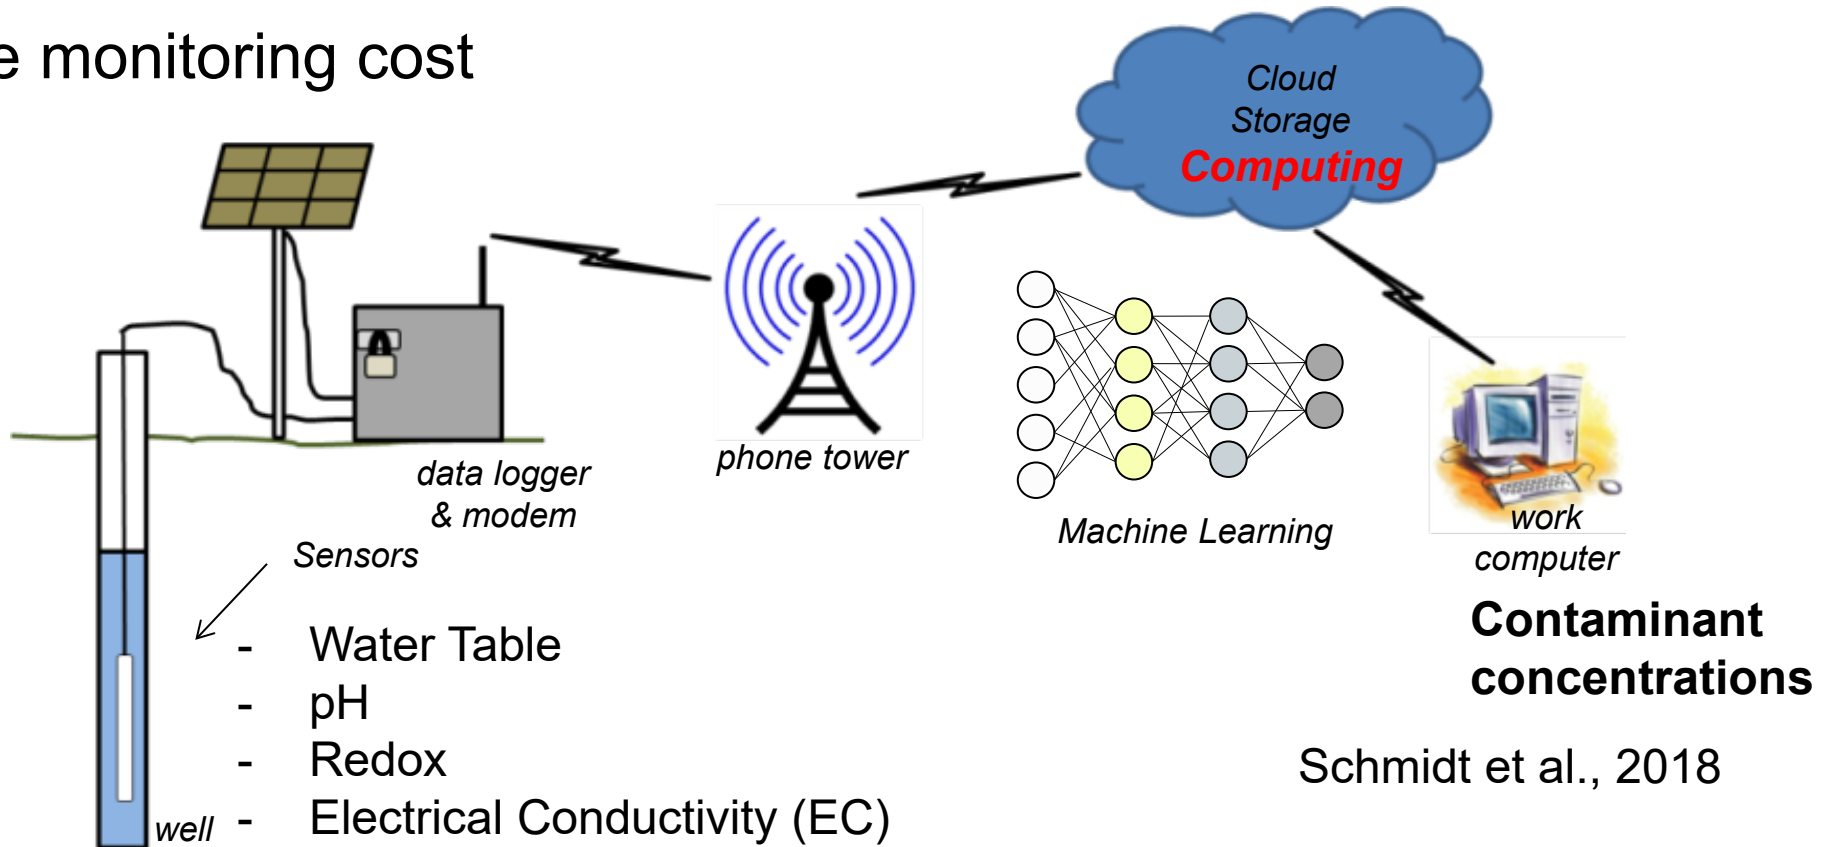 monitoring cost
Cloud
Storage
Computing
data logger
& modem
phone tower
Machine Learning
work
computer
Contaminant
concentrations
Sensors
- Water Table
- pH
- Redox
- Electrical Conductivity (EC)
well
Schmidt et al., 2018